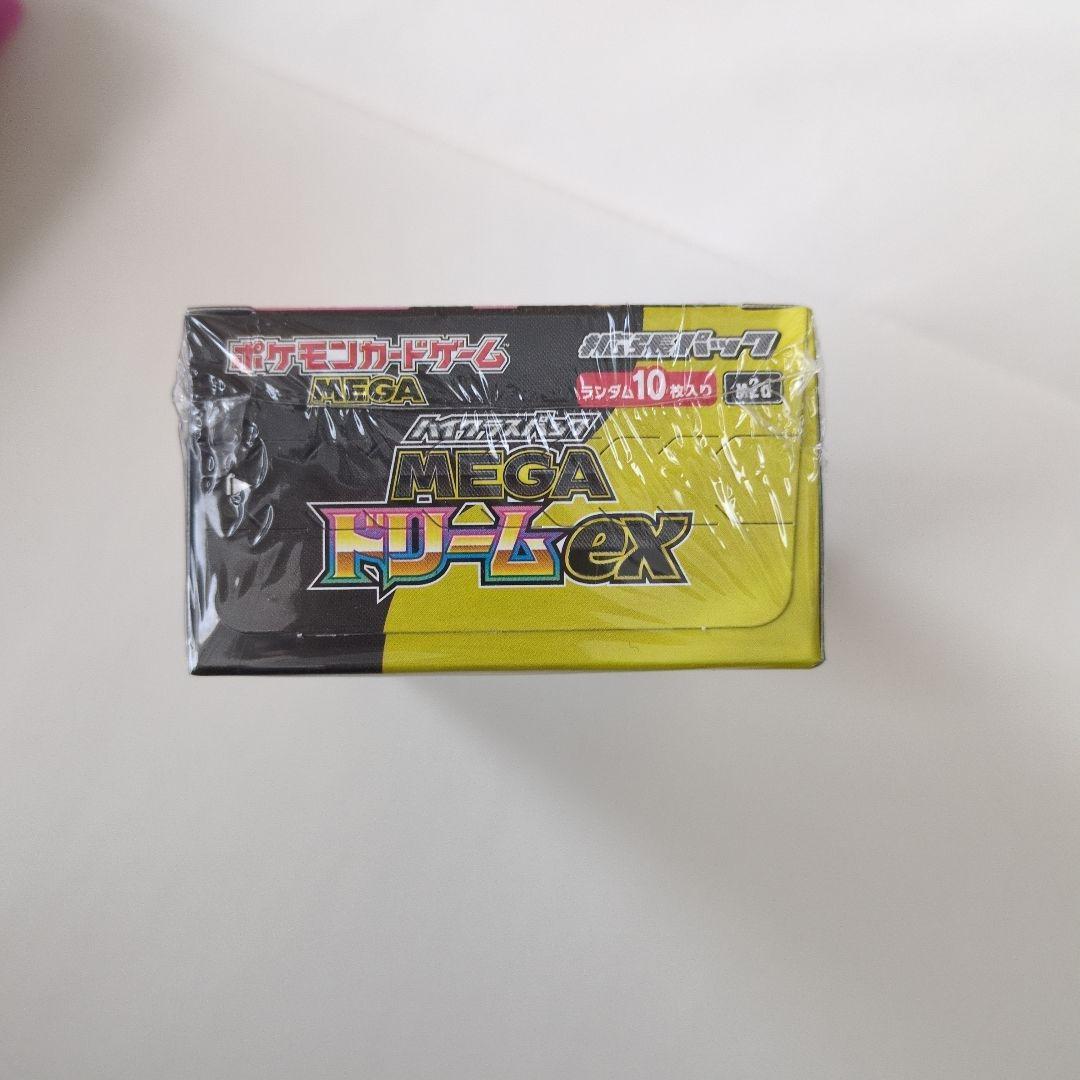 ポケモンカードゲーム
MEGA
拡張パック
ランダム10枚入り
ハイクラスパック
MEGA
ドリームex